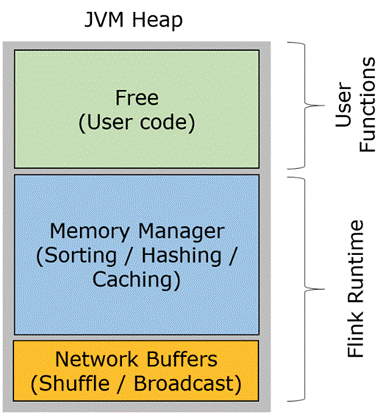 JVM Heap
Free
(User code)
User
Functions
Memory Manager
(Sorting / Hashing /
Caching)
Flink Runtime
Network Buffers
(Shuffle / Broadcast)